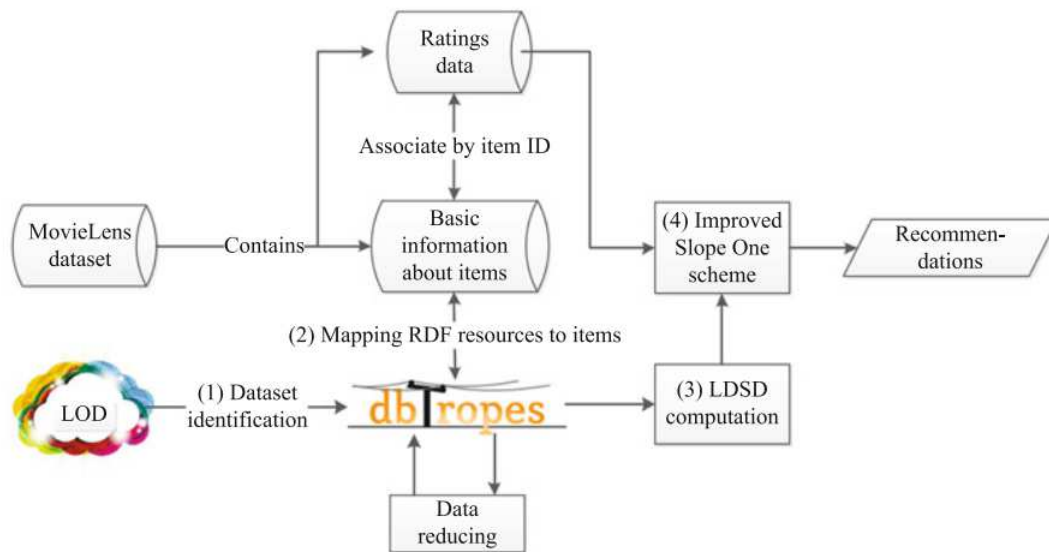 Ratings
data
Associate by item ID
MovieLens
dataset
Contains
Basic
information
about items
(4) Improved
Slope One
scheme
Recommen-
dations
(2) Mapping RDF resources to items
LOD
(1) Dataset
identification
dbTropes
(3) LDSD
computation
Data
reducing